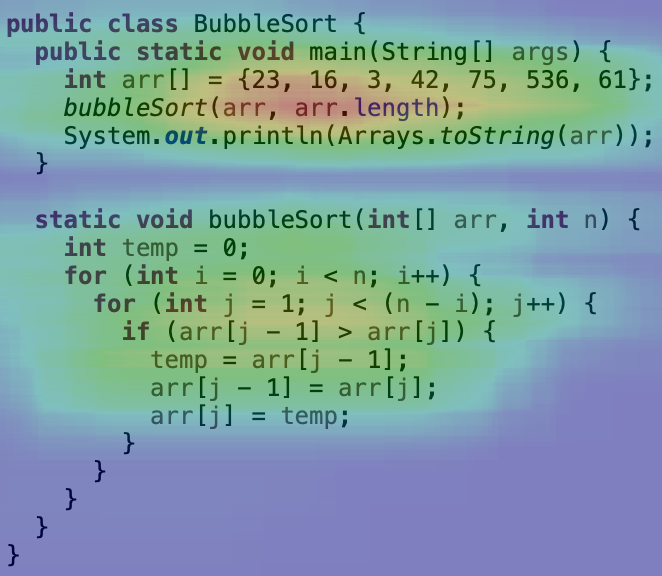 public class BubbleSort {
  public static void main(String[] args) {
    int arr[] = {23, 16, 3, 42, 75, 536, 61};
    bubbleSort(arr, arr.length);
    System.out.println(Arrays.toString(arr));
  }

  static void bubbleSort(int[] arr, int n) {
    int temp = 0;
    for (int i = 0; i < n; i++) {
      for (int j = 1; j < (n - i); j++) {
        if (arr[j - 1] > arr[j]) {
          temp = arr[j - 1];
          arr[j - 1] = arr[j];
          arr[j] = temp;
        }
      }
    }
  }
}